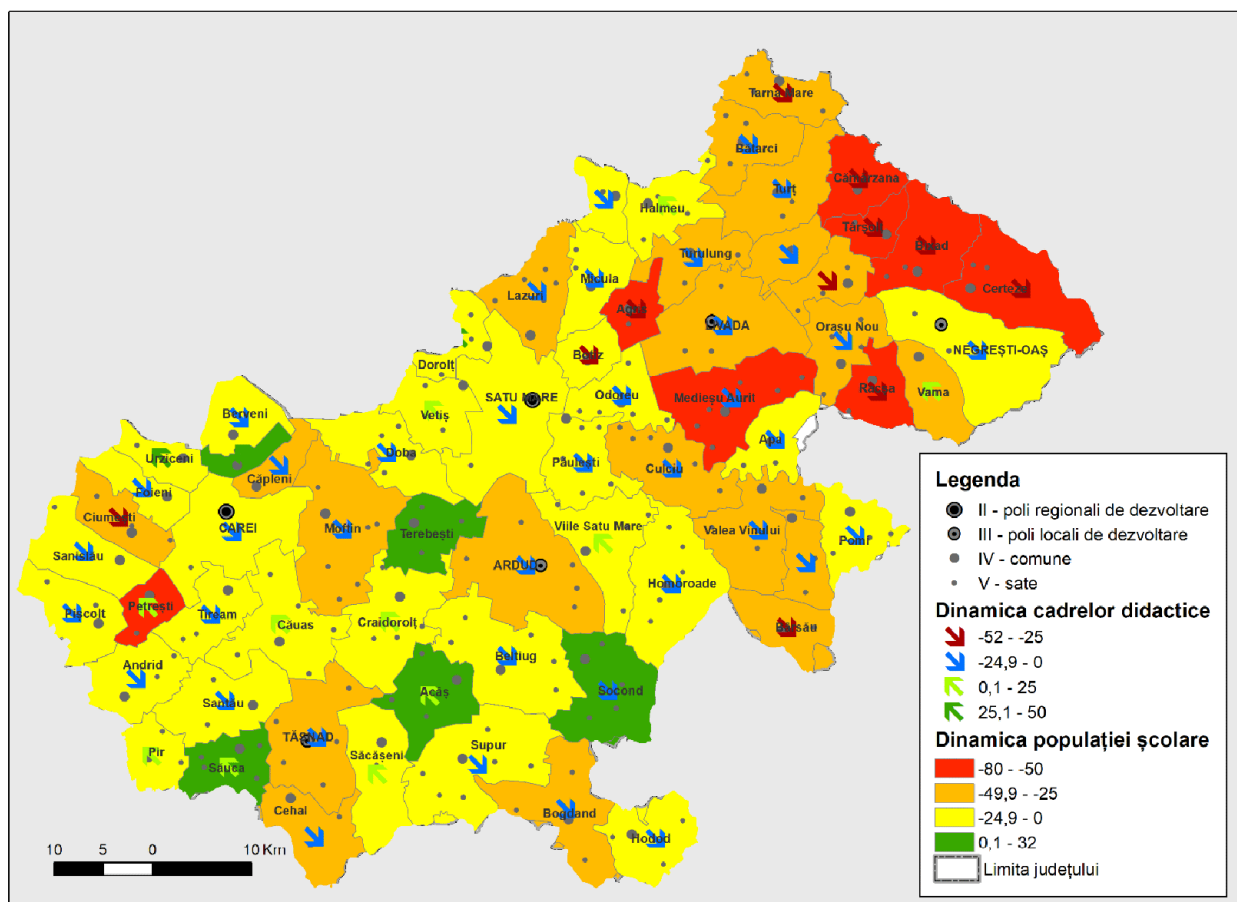 Tarna Mare
Bătarci
Cămărzana
Turț
Halmeu
Târșolț
Bixad
Turulung
Certeze
Micula
Lazuri
Agriș
LIVADA
Orașu Nou
NEGREȘTI-OAȘ
Botiz
Dorolț
Racșa
Vama
SATU MARE
Odoreu
Medieșu Aurit
Vetiș
Berveni
Apa
Doba
Urziceni
Păulești
Culciu
Căpleni
Foieni
Ciumești
CAREI
Moftin
Terebești
Viile Satu Mare
Valea Vinului
Pomi
Sanislău
ARDUD
Homoroade
Petrești
Pișcolt
Tiream
Căuaș
Craidorolț
Bârsău
Beltiug
Andrid
Acâș
Socond
Santău
TĂȘNAD
Pir
Săuca
Săcășeni
Supur
Cehal
Bogdand
Hodod
10 5 0 10 Km
Legenda
II - poli regionali de dezvoltare
III - poli locali de dezvoltare
IV - comune
V - sate
Dinamica cadrelor didactice
-52 - -25
-24,9 - 0
0,1 - 25
25,1 - 50
Dinamica populației școlare
-80 - -50
-49,9 - -25
-24,9 - 0
0,1 - 32
Limita județului